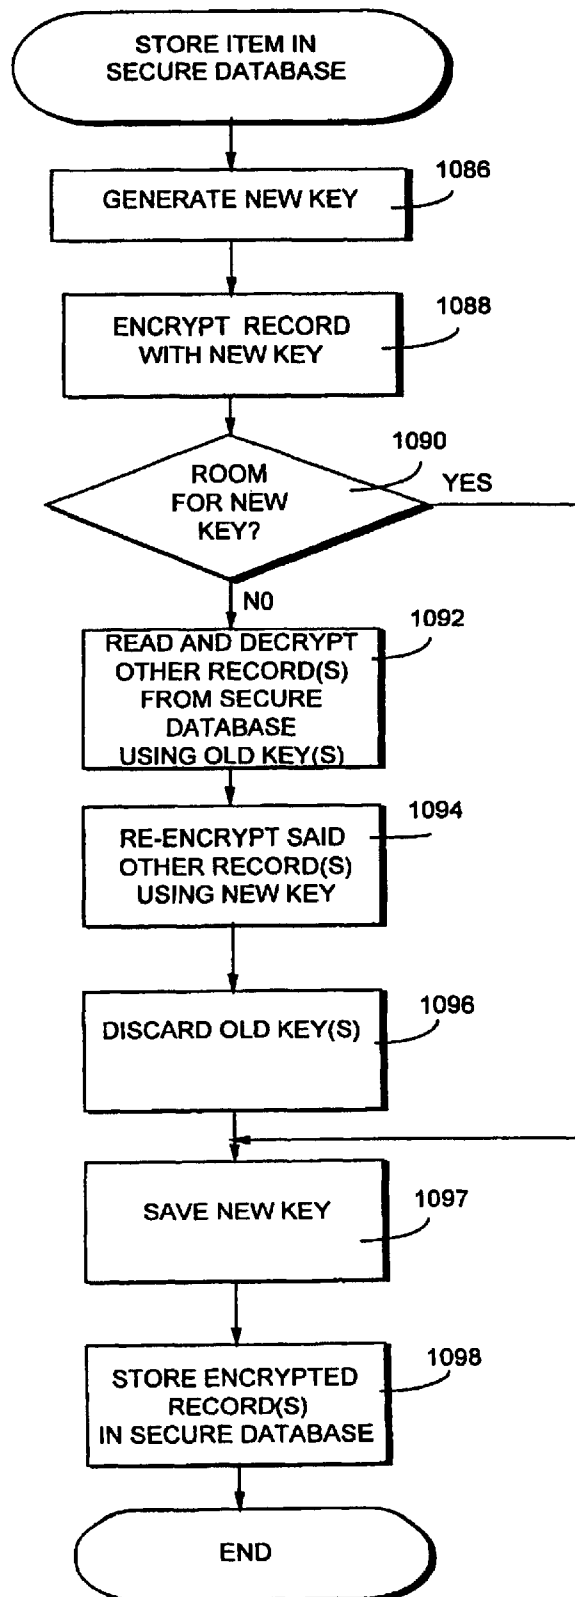 STORE ITEM IN
SECURE DATABASE
1086
GENERATE NEW KEY
1088
ENCRYPT RECORD
WITH NEW KEY
1090
ROOM
FOR NEW
KEY?
YES
N0
1092
READ AND DECRYPT
OTHER RECORD(S)
FROM SECURE
DATABASE
USING OLD KEY(S)
1094
RE-ENCRYPT SAID
OTHER RECORD(S)
USING NEW KEY
1096
DISCARD OLD KEY(S)
SAVE NEW KEY
1097
1098
STORE ENCRYPTED
RECORD(S)
IN SECURE DATABASE
END